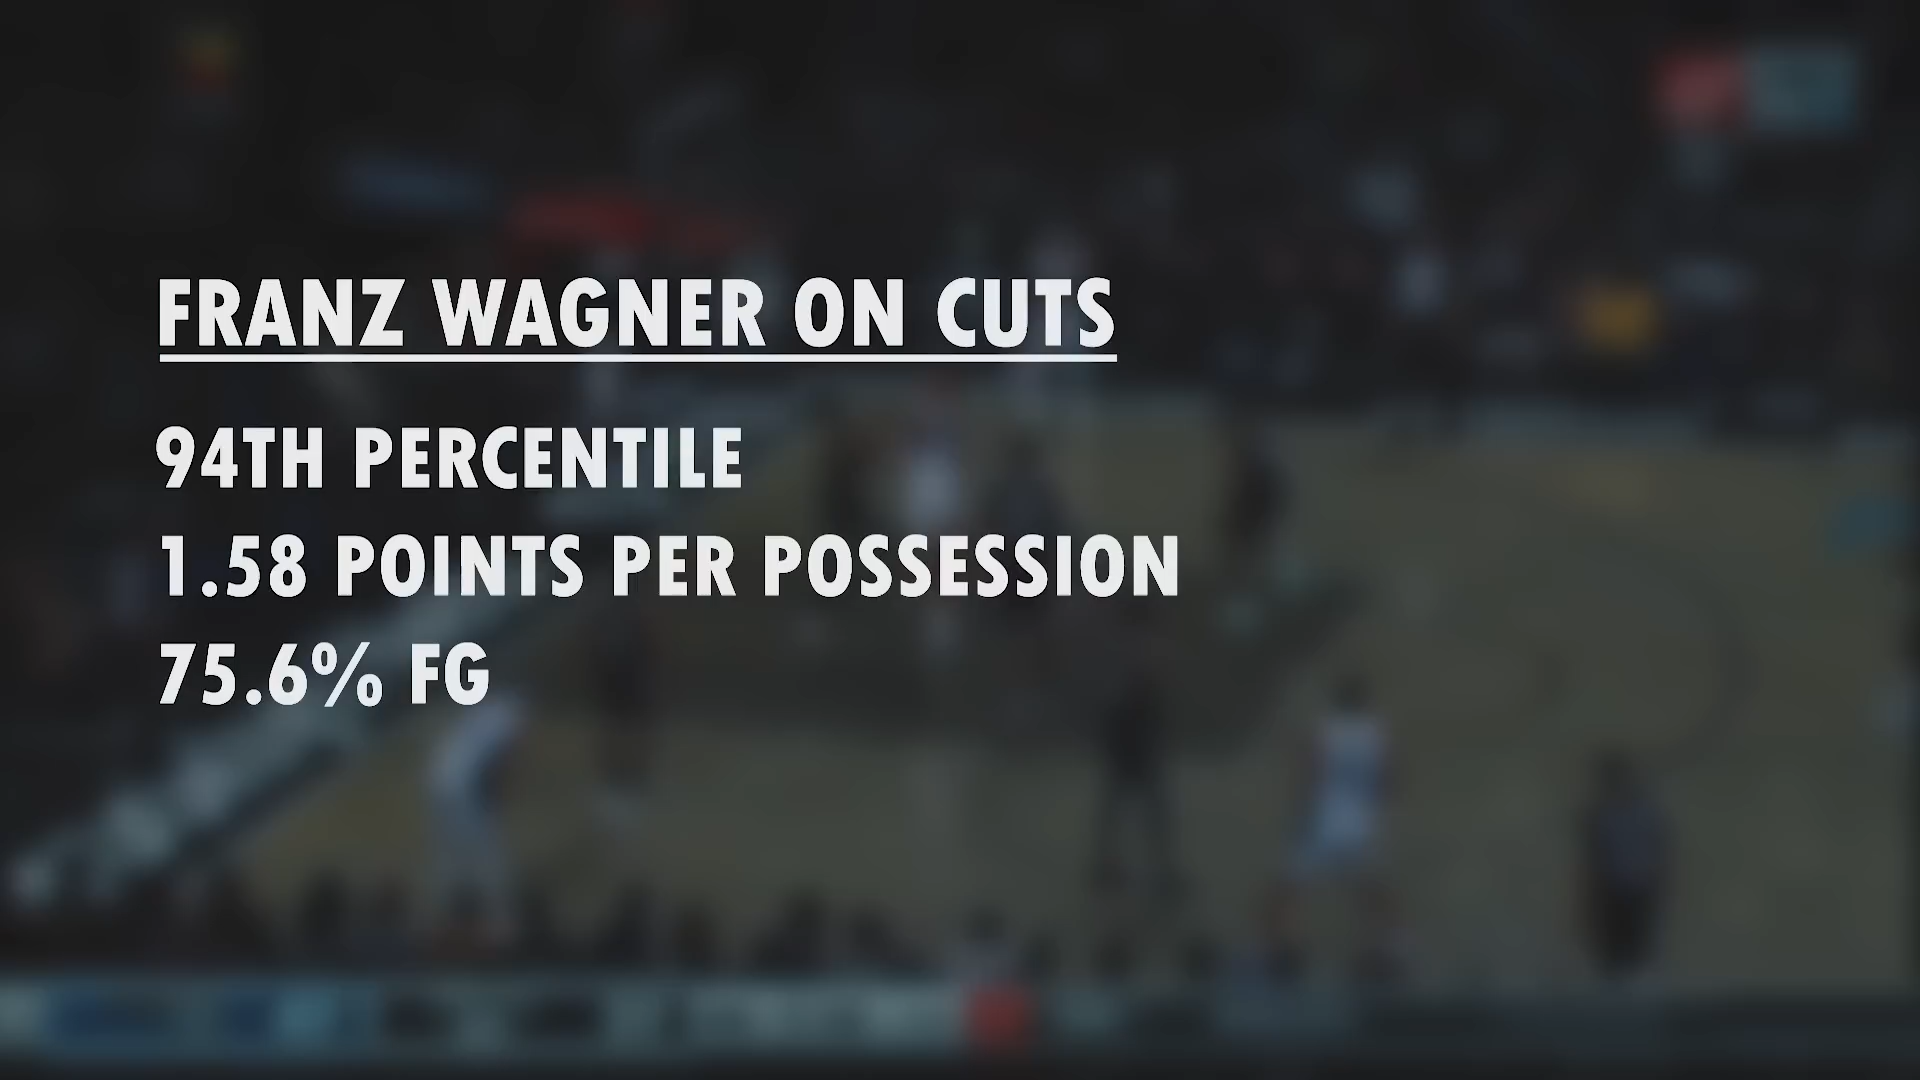 FRANZ WAGNER ON CUTS
94TH PERCENTILE
1.58 POINTS PER POSSESSION
75.6% FG